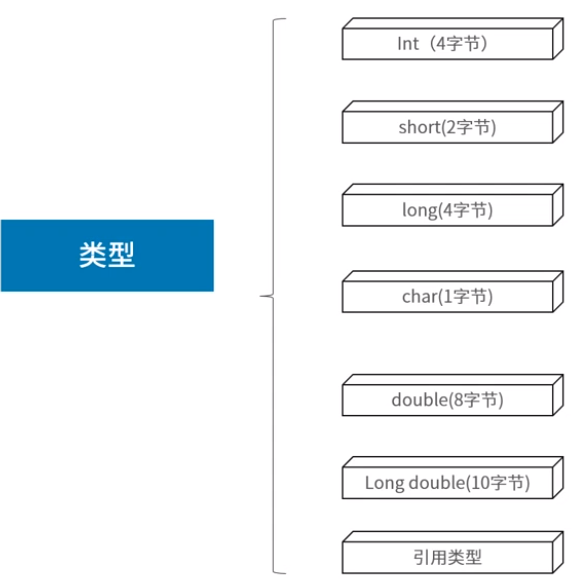 类型
Int（4字节）
short(2字节)
long(4字节)
char(1字节)
double(8字节)
Long double(10字节)
引用类型